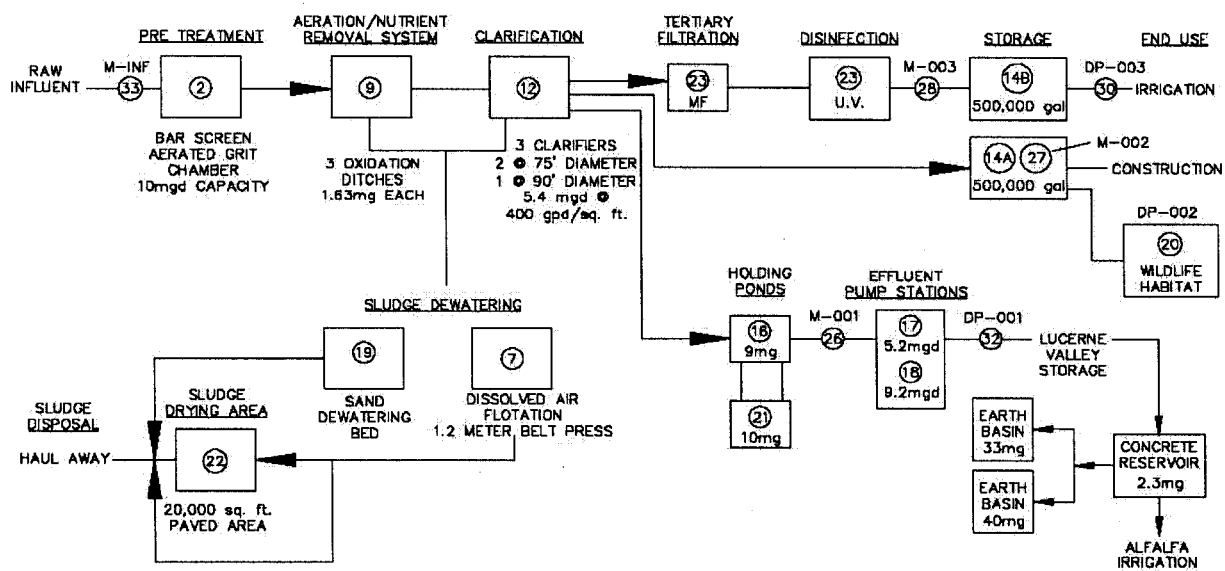 PRE TREATMENT
AERATION/NUTRIENT
REMOVAL SYSTEM
CLARIFICATION
TERTIARY
FILTRATION
DISINFECTION
STORAGE
END USE
RAW
INFLUENT
M-INF
33
2
9
12
23
MF
23
U.V.
M-003
28
14B
500,000 gal
DP-003
30
IRRIGATION
BAR SCREEN
AERATED GRIT
CHAMBER
10mgd CAPACITY
3 OXIDATION
DITCHES
1.63mg EACH
3 CLARIFIERS
2 @ 75' DIAMETER
1 @ 90' DIAMETER
5.4 mgd @
400 gpd/sq. ft.
14A
27
500,000 gal
M-002
CONSTRUCTION
DP-002
20
WILDLIFE
HABITAT
HOLDING
PONDS
EFFLUENT
PUMP STATIONS
16
9mg
M-001
26
17
5.2mgd
18
9.2mgd
DP-001
32
LUCERNE
VALLEY
STORAGE
21
10mg
SLUDGE DEWATERING
19
SAND
DEWATERING
BED
7
DISSOLVED AIR
FLOTATION
1.2 METER BELT PRESS
SLUDGE
DISPOSAL
HAUL AWAY
SLUDGE
DRYING AREA
22
20,000 sq. ft.
PAVED AREA
EARTH
BASIN
33mg
EARTH
BASIN
40mg
CONCRETE
RESERVOIR
2.3mg
ALFALFA
IRRIGATION